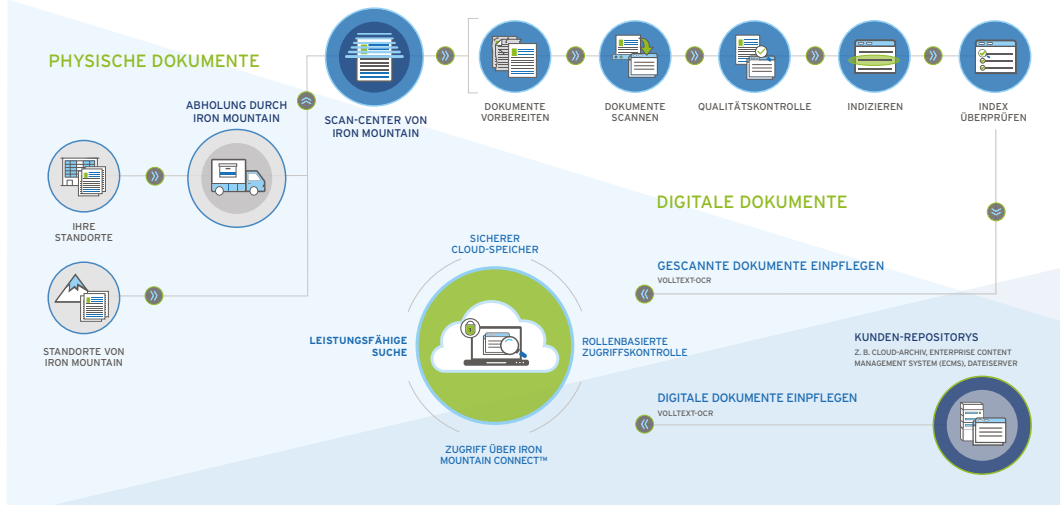 PHYSISCHE DOKUMENTE
ABHOLUNG DURCH
IRON MOUNTAIN
IHRE
STANDORTE
STANDORTE VON
IRON MOUNTAIN
SCAN-CENTER VON
IRON MOUNTAIN
DOKUMENTE
VORBEREITEN
DOKUMENTE
SCANNEN
QUALITÄTSKONTROLLE
INDIZIEREN
INDEX
ÜBERPRÜFEN
DIGITALE DOKUMENTE
GESCANNTE DOKUMENTE EINPFLEGEN
VOLLTEXT-OCR
SICHERER
CLOUD-SPEICHER
LEISTUNGSFÄHIGE
SUCHE
ROLLENBASIERTE
ZUGRIFFSKONTROLLE
ZUGRIFF ÜBER IRON
MOUNTAIN CONNECT™
KUNDEN-REPOSITORYS
Z. B. CLOUD-ARCHIV, ENTERPRISE CONTENT
MANAGEMENT SYSTEM (ECMS), DATEISERVER
DIGITALE DOKUMENTE EINPFLEGEN
VOLLTEXT-OCR